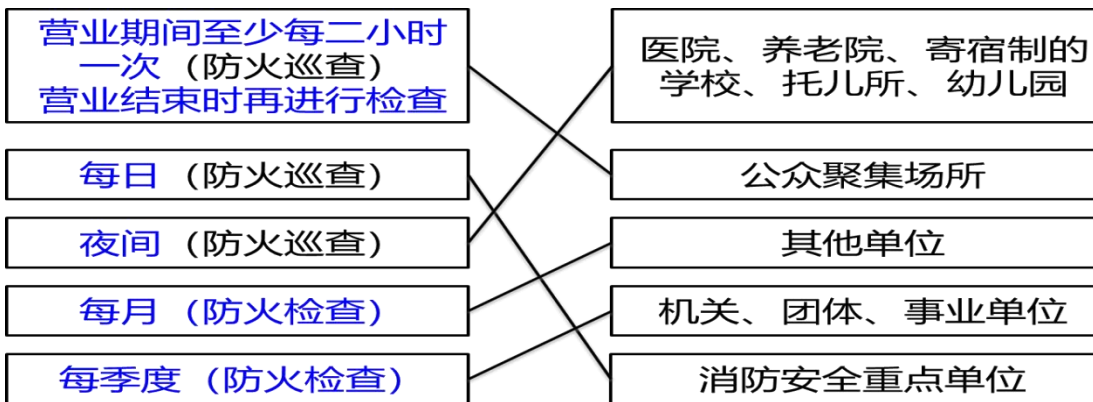 营业期间至少每二小时
一次（防火巡查）
营业结束时再进行检查
每日（防火巡查）
夜间（防火巡查）
每月（防火检查）
每季度（防火检查）
医院、养老院、寄宿制的
学校、托儿所、幼儿园
公众聚集场所
其他单位
机关、团体、事业单位
消防安全重点单位